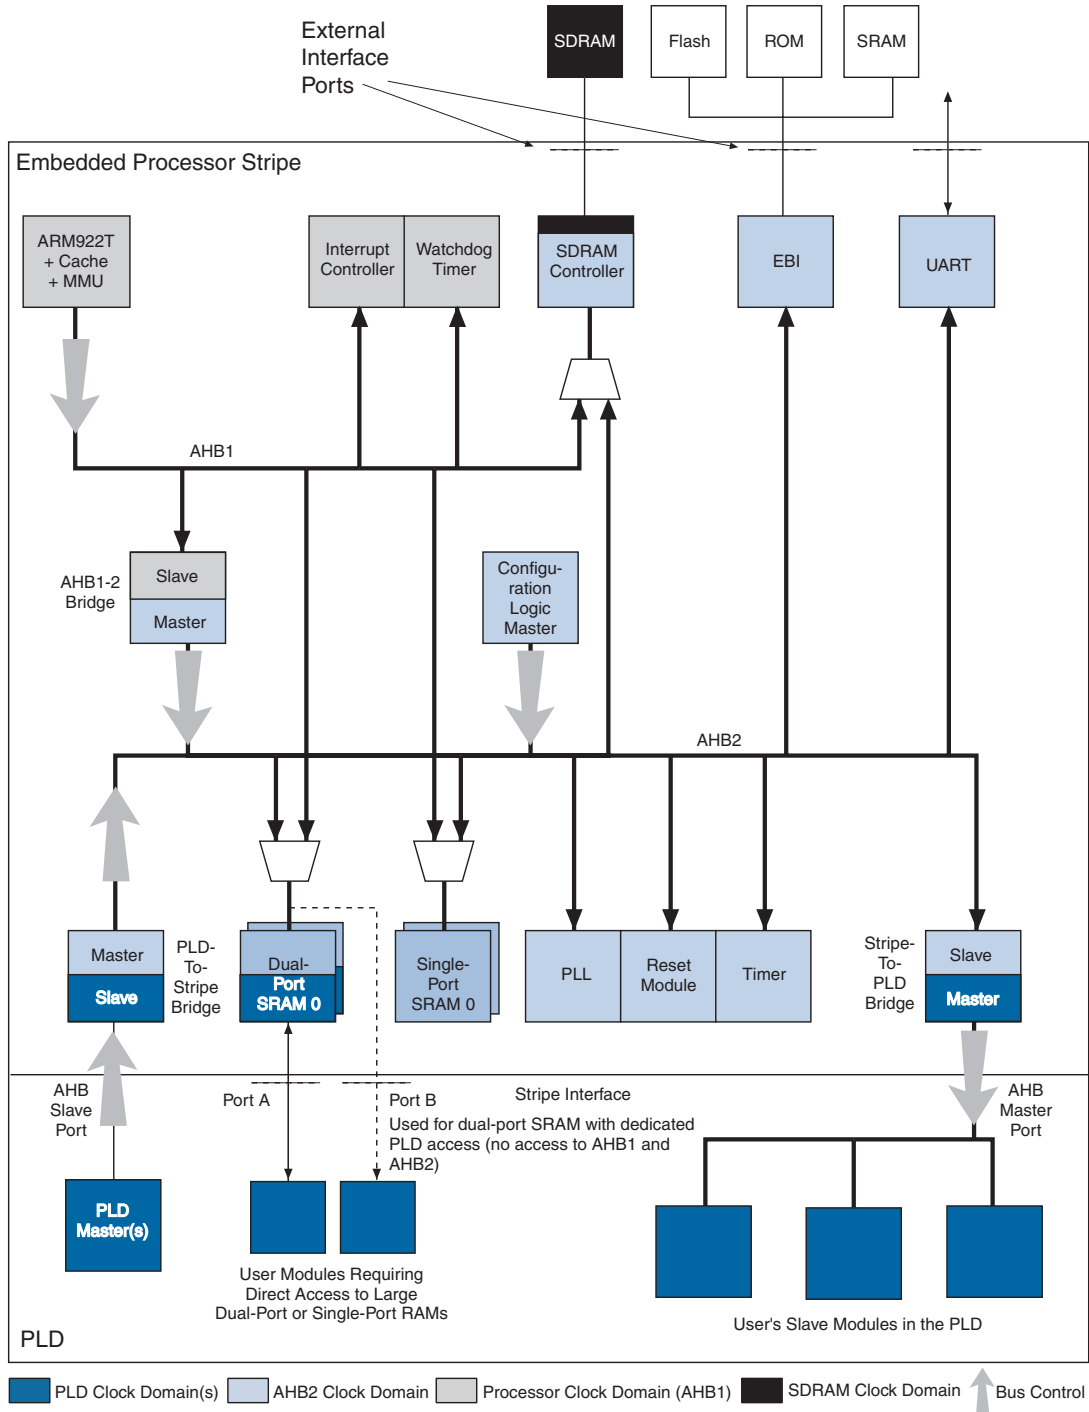 External
Interface
Ports
SDRAM
Flash
ROM
SRAM
Embedded Processor Stripe
ARM922T
+ Cache
+ MMU
Interrupt
Controller
Watchdog
Timer
SDRAM
Controller
EBI
UART
AHB1
AHB1-2
Bridge
Slave
Master
Configu-
ration
Logic
Master
AHB2
Master
Slave
PLD-
To-
Stripe
Bridge
Dual-
Port
SRAM 0
Single-
Port
SRAM 0
PLL
Reset
Module
Timer
Stripe-
To-
PLD
Bridge
Slave
Master
AHB
Slave
Port
Port A
Port B
Stripe Interface
Used for dual-port SRAM with dedicated
PLD access (no access to AHB1 and
AHB2)
AHB
Master
Port
PLD
Master(s)
User Modules Requiring
Direct Access to Large
Dual-Port or Single-Port RAMs
User's Slave Modules in the PLD
PLD
PLD Clock Domain(s)
AHB2 Clock Domain
Processor Clock Domain (AHB1)
SDRAM Clock Domain
Bus Control